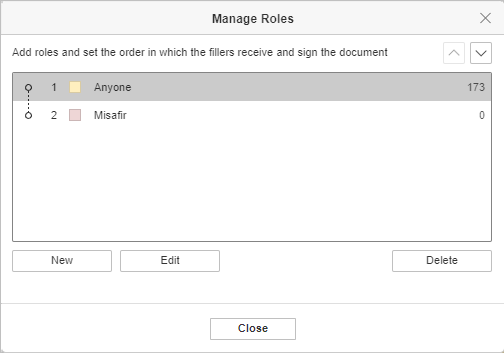 Manage Roles
Add roles and set the order in which the fillers receive and sign the document
1 Anyone 173
2 Misafir 0
New Edit Delete
Close